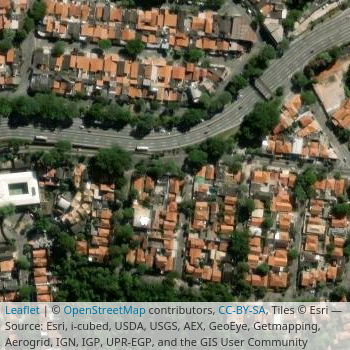 Leaflet | © OpenStreetMap contributors, CC-BY-SA, Tiles © Esri —
Source: Esri, i-cubed, USDA, USGS, AEX, GeoEye, Getmapping,
Aerogrid, IGN, IGP, UPR-EGP, and the GIS User Community